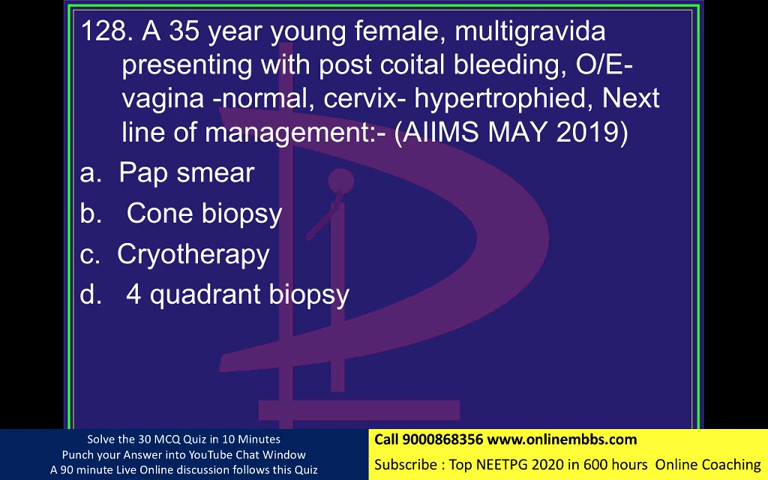 128. A 35 year young female, multigravida
presenting with post coital bleeding, O/E-
vagina -normal, cervix- hypertrophied, Next
line of management:- (AIIMS MAY 2019)
a. Pap smear
b. Cone biopsy
c. Cryotherapy
d. 4 quadrant biopsy
Solve the 30 MCQ Quiz in 10 Minutes
Punch your Answer into YouTube Chat Window
A 90 minute Live Online discussion follows this Quiz
Call 9000868356 www.onlinembbs.com
Subscribe : Top NEETPG 2020 in 600 hours Online Coaching